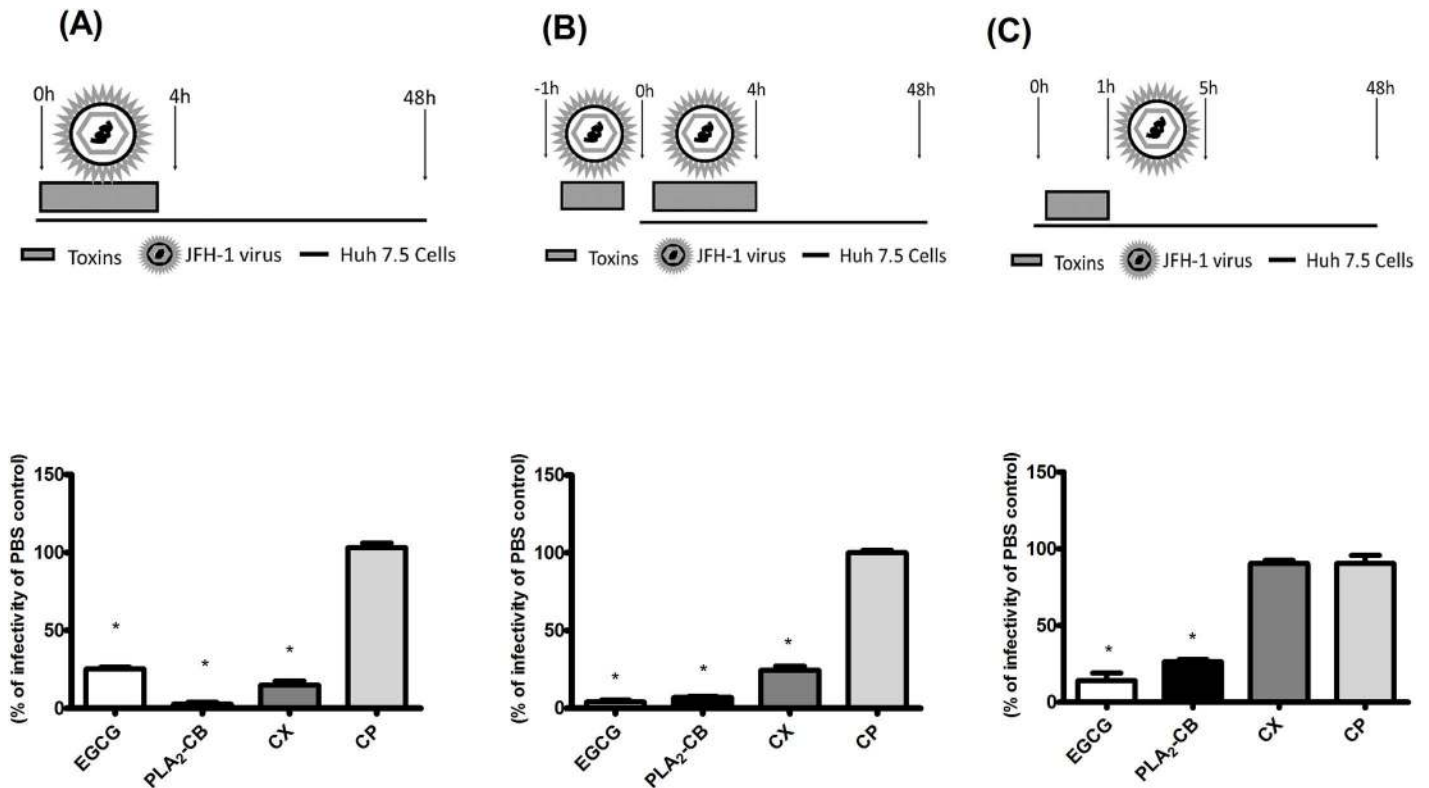 (A)
0h 4h 48h
Toxins JFH-1 virus Huh 7.5 Cells
(B)
-1h 0h 4h 48h
Toxins JFH-1 virus Huh 7.5 Cells
(C)
0h 1h 5h 48h
Toxins JFH-1 virus Huh 7.5 Cells
(% of infectivity of PBS control)
150
100
50
0
* * *
EGCG PLA₂-CB CX CP
(% of infectivity of PBS control)
150
100
50
0
* * *
EGCG PLA₂-CB CX CP
(% of infectivity of PBS control)
150
100
50
0
* *
EGCG PLA₂-CB CX CP